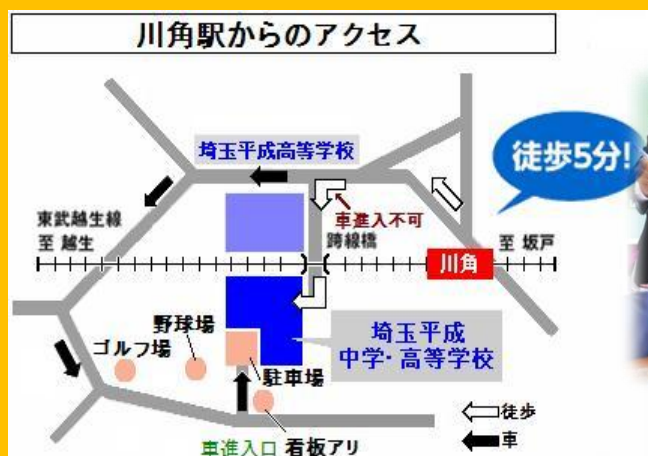 川角駅からのアクセス
埼玉平成高等学校
徒歩5分!
東武越生線
至 越生
車進入不可
跨線橋
至 坂戸
川角
野球場
ゴルフ場
埼玉平成
中学・高等学校
駐車場
徒歩
車
車進入口 看板アリ